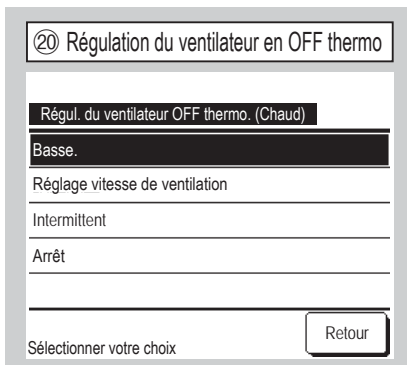 ⑳ Régulation du ventilateur en OFF thermo
Régul. du ventilateur OFF thermo. (Chaud)
Basse.
Réglage vitesse de ventilation
Intermittent
Arrêt
Retour
Sélectionner votre choix